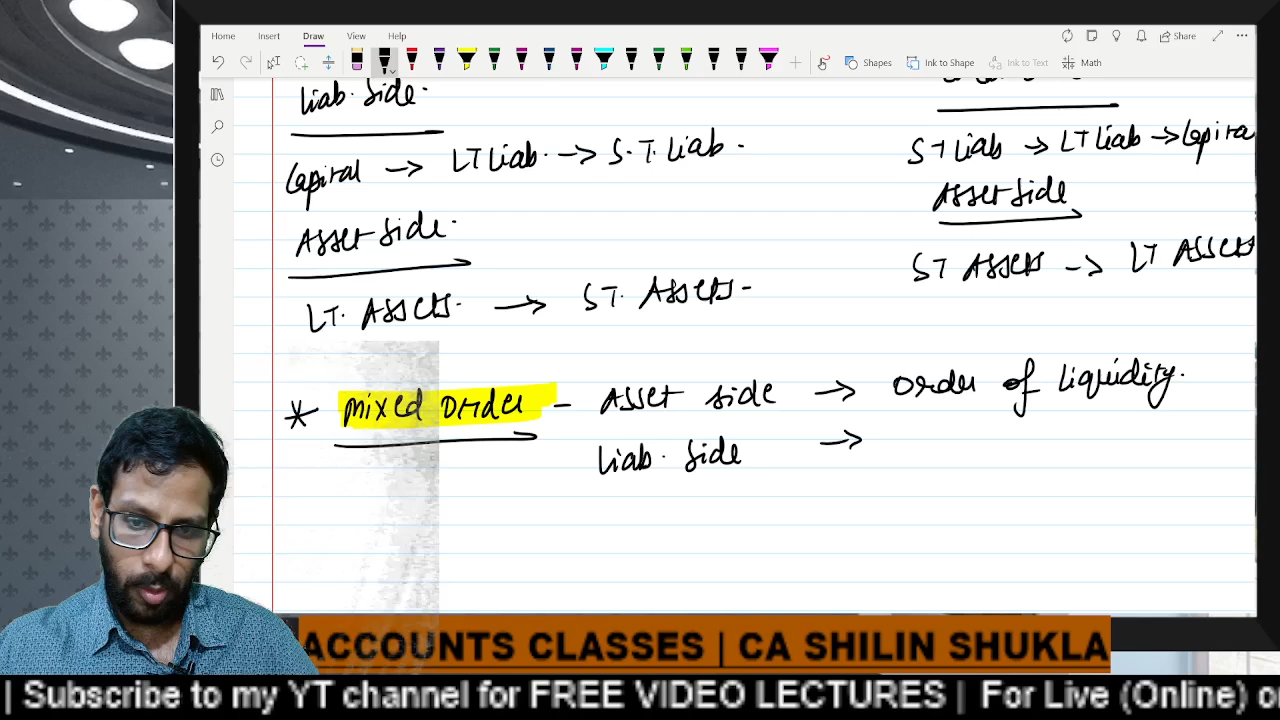 Home Insert Draw View Help
Share
Shapes Ink to Shape Ink to Text Math
Liab. Side.
Capital → LT Liab. → S.T. Liab.
Asset Side.
LT. Assets. → ST. Assets.
ST Liab → LT Liab → Capital
Asset Side
ST Assets → LT Assets
* Mixed Order - Asset side → Order of liquidity.
Liab. Side →
ACCOUNTS CLASSES | CA SHILIN SHUKLA
| Subscribe to my YT channel for FREE VIDEO LECTURES | For Live (Online) o